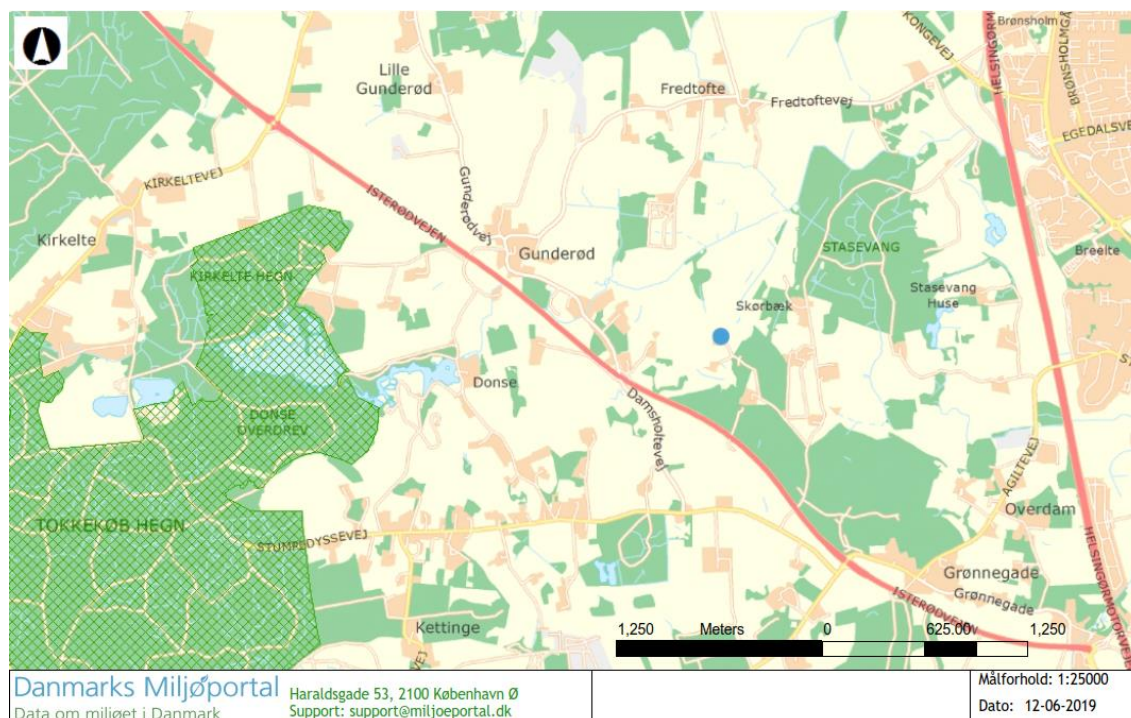 Brønsholm
KONGEVEJ
HELSINGØRM
BRØNSHOLMGÅ
Lille
Gunderød
Fredtofte
Fredtoftevej
EGEDALSVE
KIRKELTEVEJ
Gunderødvej
ISTERØDVEJEN
Kirkelte
Gunderød
STASEVANG
Breelte
KIRKELTE HEGN
Stasevang
Huse
Skørbæk
Donse
DONSE
OVERDREV
Damsholtevej
AGILTEVEJ
TOKKEKØB HEGN
Overdam
STUMPEDYSSEVEJ
HELSINGØRMOTORVEJEN
Grønnegade
Grønnegade
ISTERØDVEJEN
Kettinge
VEJ
1,250 Meters 0 625.00 1,250
Danmarks Miljøportal
Data om miljøet i Danmark
Haraldsgade 53, 2100 København Ø
Support: support@miljoeportal.dk
Målforhold: 1:25000
Dato: 12-06-2019